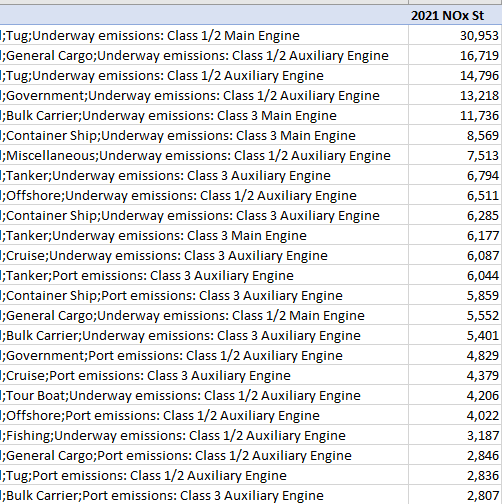 2021 NOx St
l;Tug;Underway emissions: Class 1/2 Main Engine 30,953
l;General Cargo;Underway emissions: Class 1/2 Auxiliary Engine 16,719
l;Tug;Underway emissions: Class 1/2 Auxiliary Engine 14,796
l;Government;Underway emissions: Class 1/2 Auxiliary Engine 13,218
l;Bulk Carrier;Underway emissions: Class 3 Main Engine 11,736
l;Container Ship;Underway emissions: Class 3 Main Engine 8,569
l;Miscellaneous;Underway emissions: Class 1/2 Auxiliary Engine 7,513
l;Tanker;Underway emissions: Class 3 Auxiliary Engine 6,794
l;Offshore;Underway emissions: Class 1/2 Auxiliary Engine 6,511
l;Container Ship;Underway emissions: Class 3 Auxiliary Engine 6,285
l;Tanker;Underway emissions: Class 3 Main Engine 6,177
l;Cruise;Underway emissions: Class 3 Auxiliary Engine 6,087
l;Tanker;Port emissions: Class 3 Auxiliary Engine 6,044
l;Container Ship;Port emissions: Class 3 Auxiliary Engine 5,859
l;General Cargo;Underway emissions: Class 1/2 Main Engine 5,552
l;Bulk Carrier;Underway emissions: Class 3 Auxiliary Engine 5,401
l;Government;Port emissions: Class 1/2 Auxiliary Engine 4,829
l;Cruise;Port emissions: Class 3 Auxiliary Engine 4,379
l;Tour Boat;Underway emissions: Class 1/2 Auxiliary Engine 4,206
l;Offshore;Port emissions: Class 1/2 Auxiliary Engine 4,022
l;Fishing;Underway emissions: Class 1/2 Auxiliary Engine 3,187
l;General Cargo;Port emissions: Class 1/2 Auxiliary Engine 2,846
l;Tug;Port emissions: Class 1/2 Auxiliary Engine 2,836
l;Bulk Carrier;Port emissions: Class 3 Auxiliary Engine 2,807